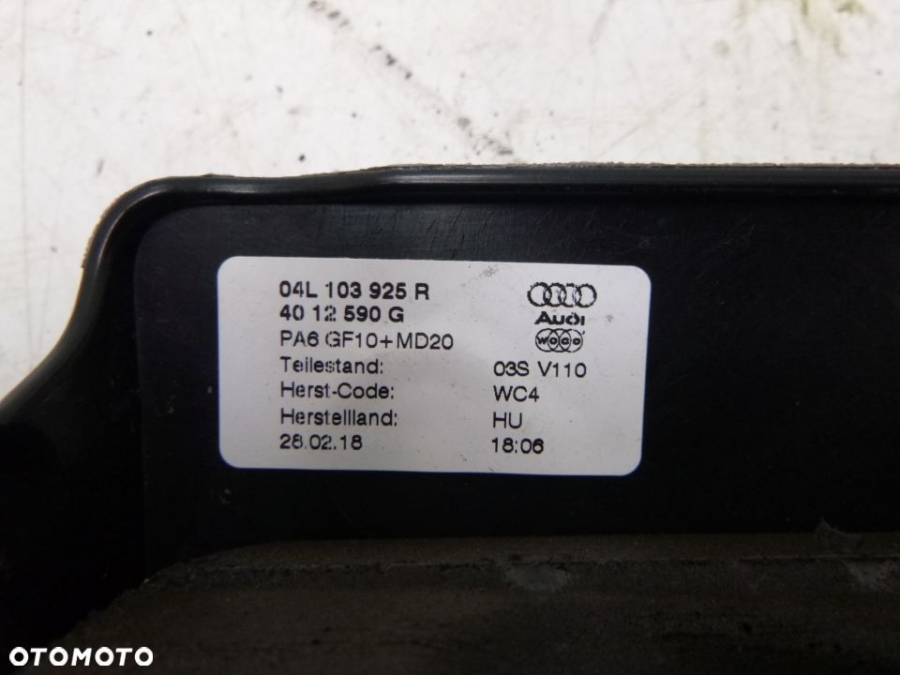 04L 103 925 R
40 12 590 G
Audi
PA6 GF10+MD20
WOCO
Teilestand: 03S V110
Herst-Code: WC4
Herstellland: HU
28.02.18 18:06
OTOMOTO